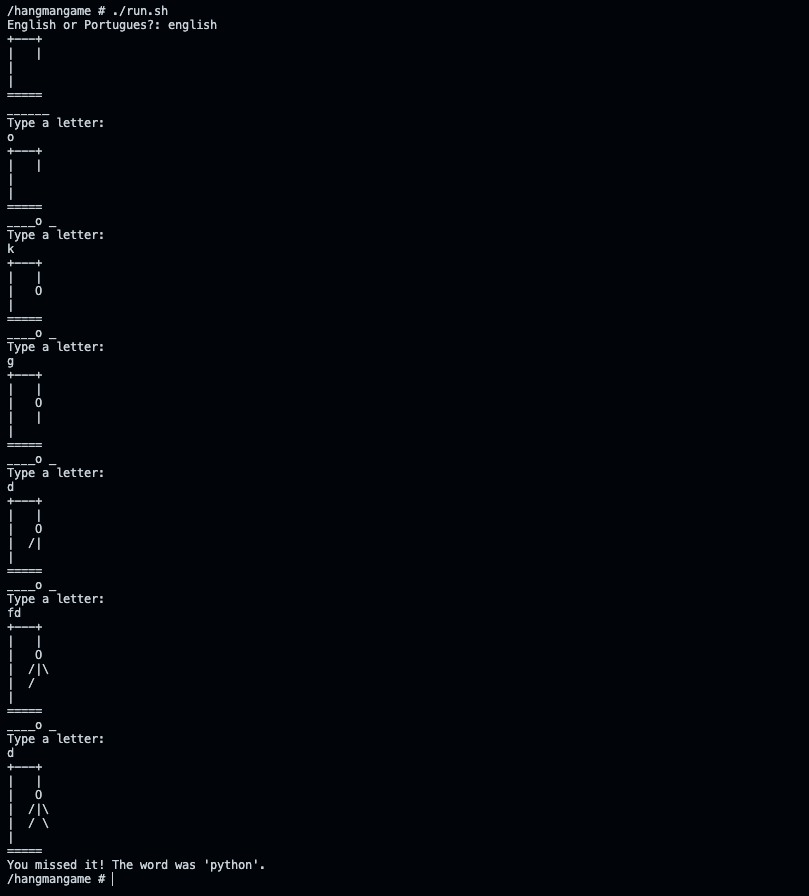 /hangmangame # ./run.sh
English or Portugues?: english
+---+
|   |
|
|
=====
______
Type a letter:
o
+---+
|   |
|
|
=====
____o _
Type a letter:
k
+---+
|   |
|   O
|
=====
____o _
Type a letter:
g
+---+
|   |
|   O
|   |
|
=====
____o _
Type a letter:
d
+---+
|   |
|   O
|  /|
|
=====
____o _
Type a letter:
fd
+---+
|   |
|   O
|  /|\
|  /
|
=====
____o _
Type a letter:
d
+---+
|   |
|   O
|  /|\
|  / \
|
=====
You missed it! The word was 'python'.
/hangmangame #